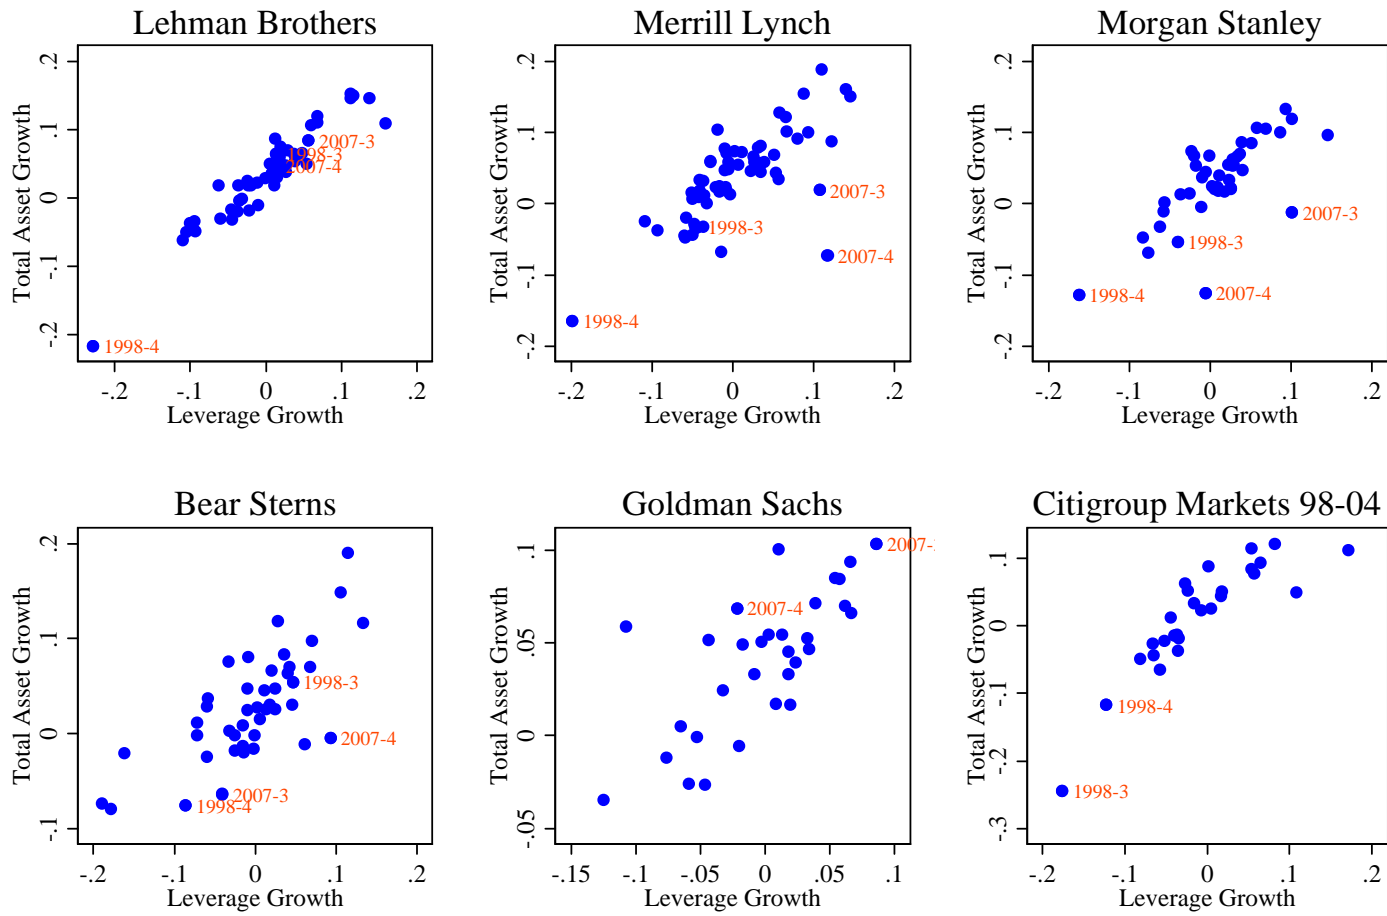 Lehman Brothers
Total Asset Growth
.2
.1
0
-.1
-.2
2007-3
1998-3
2007-4
1998-4
-.2 -.1 0 .1 .2
Leverage Growth
Merrill Lynch
Total Asset Growth
.2
.1
0
-.1
-.2
2007-3
1998-3
2007-4
1998-4
-.2 -.1 0 .1 .2
Leverage Growth
Morgan Stanley
Total Asset Growth
.2
.1
0
-.1
-.2
2007-3
1998-3
1998-4
2007-4
-.2 -.1 0 .1 .2
Leverage Growth
Bear Sterns
Total Asset Growth
.2
.1
0
-.1
1998-3
2007-4
2007-3
1998-4
-.2 -.1 0 .1 .2
Leverage Growth
Goldman Sachs
Total Asset Growth
.1
.05
0
-.05
2007-
2007-4
-.15 -.1 -.05 0 .05 .1
Leverage Growth
Citigroup Markets 98-04
Total Asset Growth
.1
0
-.1
-.2
-.3
1998-4
1998-3
-.2 -.1 0 .1 .2
Leverage Growth